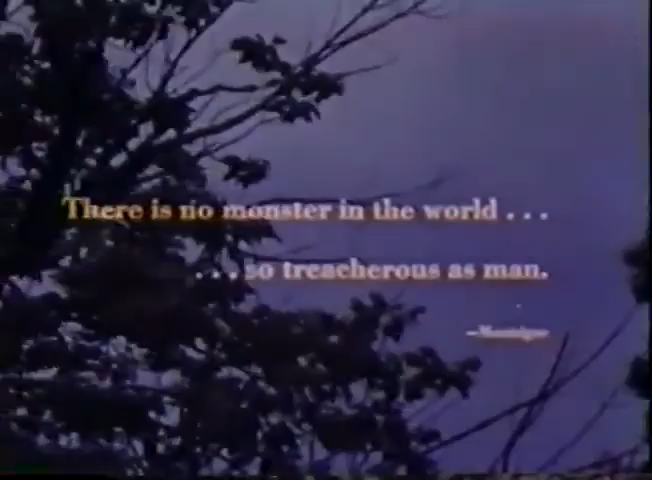 There is no monster in the world . . .
. . . so treacherous as man.